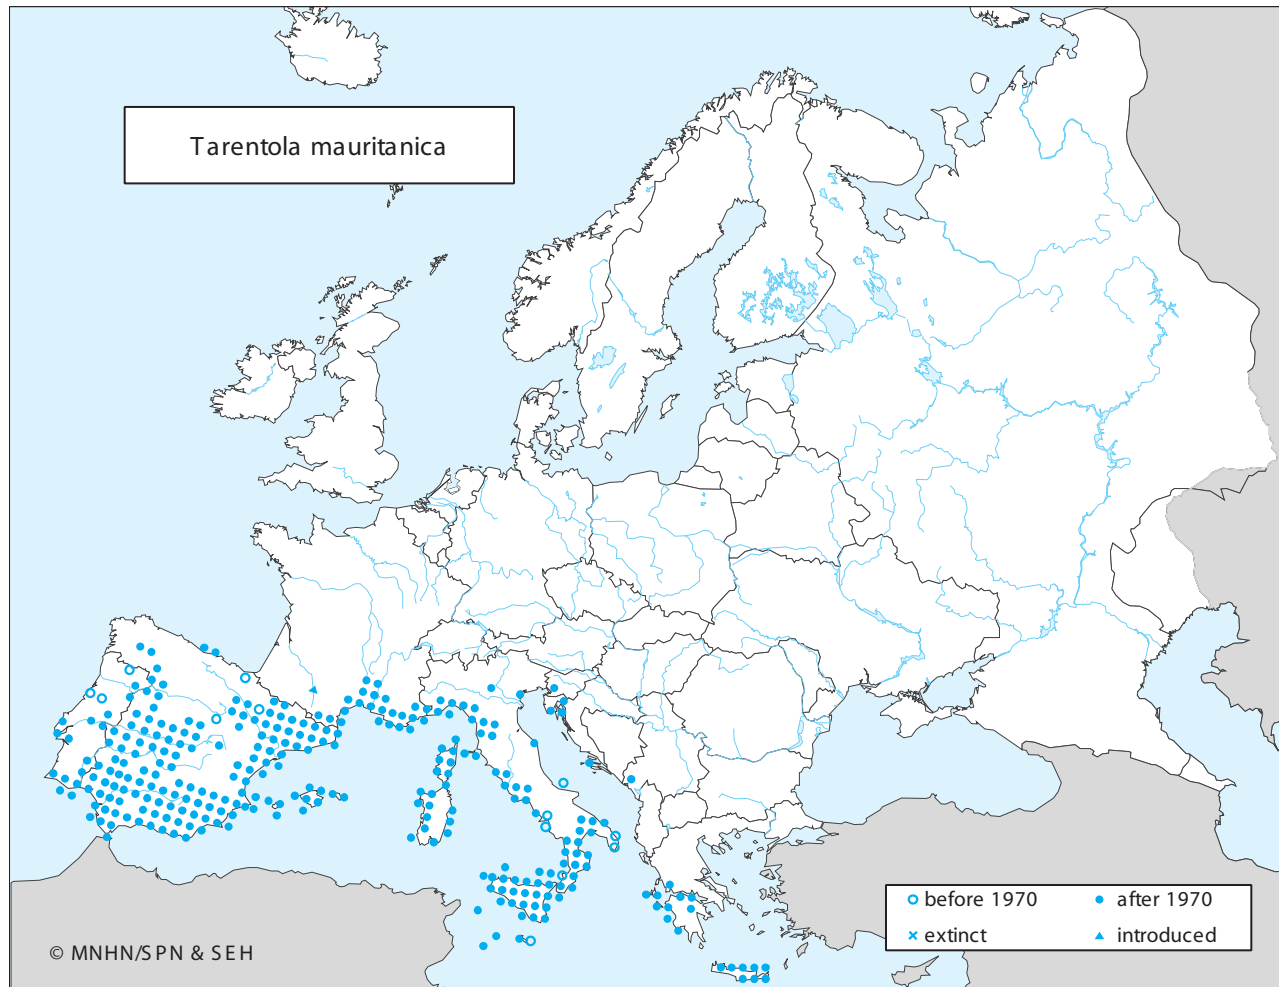 Tarentola mauritanica
before 1970
after 1970
extinct
introduced
© MNHN/SPN & SEH